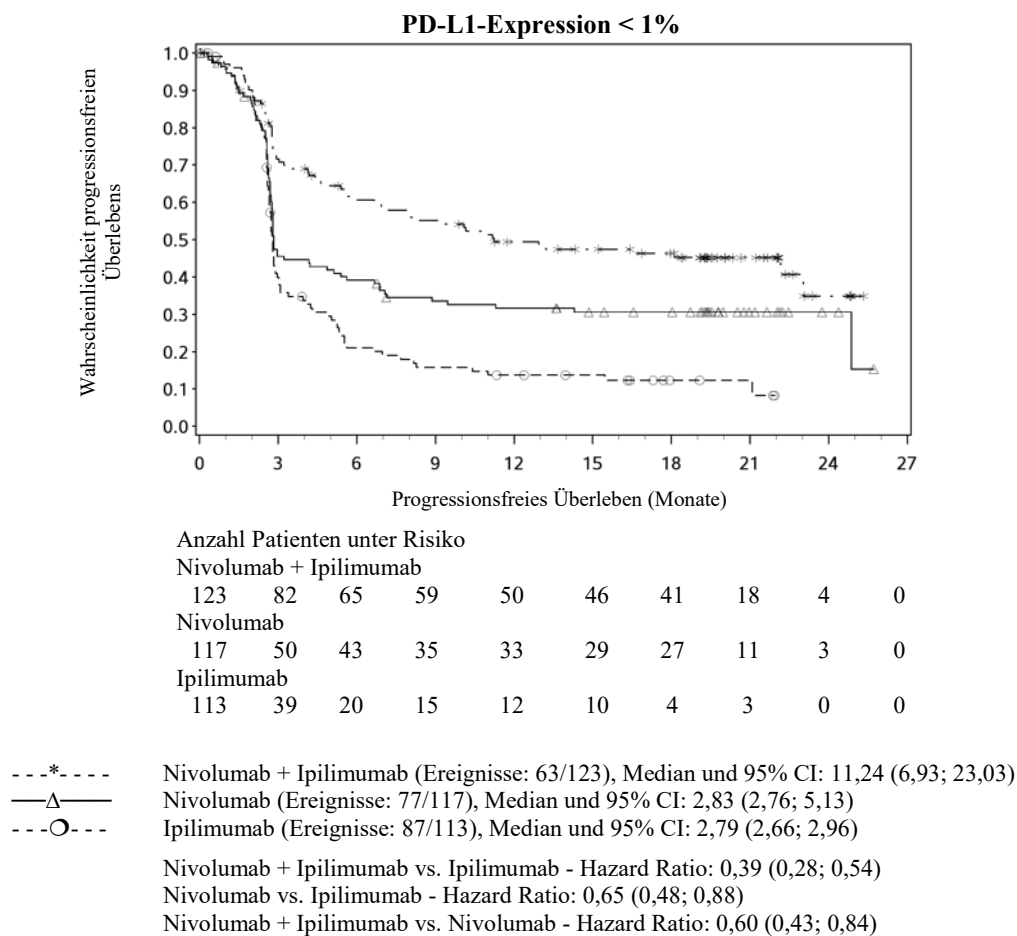 PD-L1-Expression < 1%
Wahrscheinlichkeit progressionsfreien
Überlebens
1.0
0.9
0.8
0.7
0.6
0.5
0.4
0.3
0.2
0.1
0.0
0 3 6 9 12 15 18 21 24 27
Progressionsfreies Überleben (Monate)
Anzahl Patienten unter Risiko
Nivolumab + Ipilimumab
123 82 65 59 50 46 41 18 4 0
Nivolumab
117 50 43 35 33 29 27 11 3 0
Ipilimumab
113 39 20 15 12 10 4 3 0 0
- - -*- - - - Nivolumab + Ipilimumab (Ereignisse: 63/123), Median und 95% CI: 11,24 (6,93; 23,03)
——Δ—— Nivolumab (Ereignisse: 77/117), Median und 95% CI: 2,83 (2,76; 5,13)
- - -❍- - - Ipilimumab (Ereignisse: 87/113), Median und 95% CI: 2,79 (2,66; 2,96)
Nivolumab + Ipilimumab vs. Ipilimumab - Hazard Ratio: 0,39 (0,28; 0,54)
Nivolumab vs. Ipilimumab - Hazard Ratio: 0,65 (0,48; 0,88)
Nivolumab + Ipilimumab vs. Nivolumab - Hazard Ratio: 0,60 (0,43; 0,84)